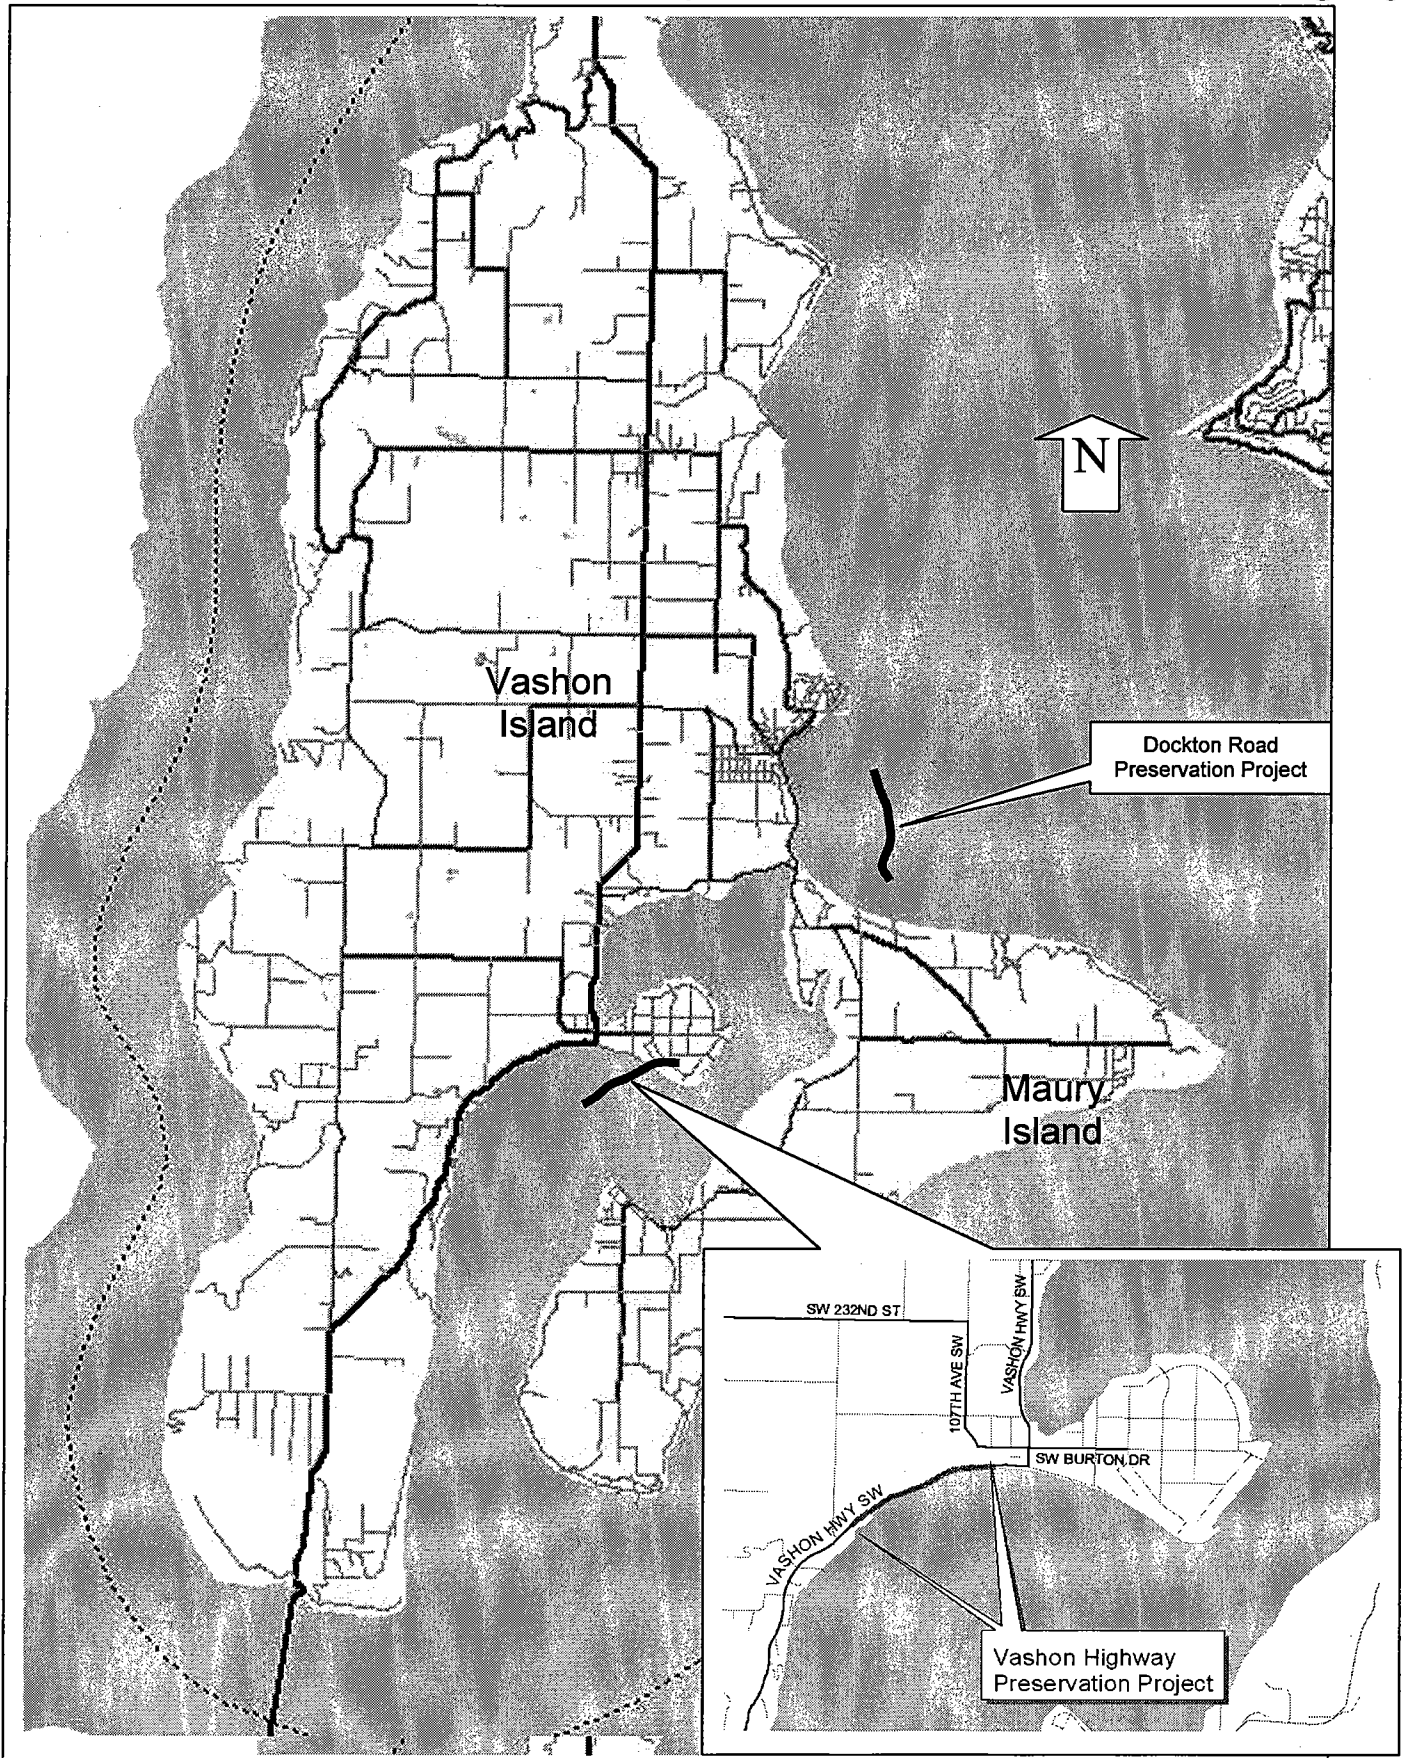 N
Vashon
Island
Dockton Road
Preservation Project
Maury
Island
SW 232ND ST
VASHON HWY SW
107TH AVE SW
SW BURTON DR
VASHON HWY SW
Vashon Highway
Preservation Project